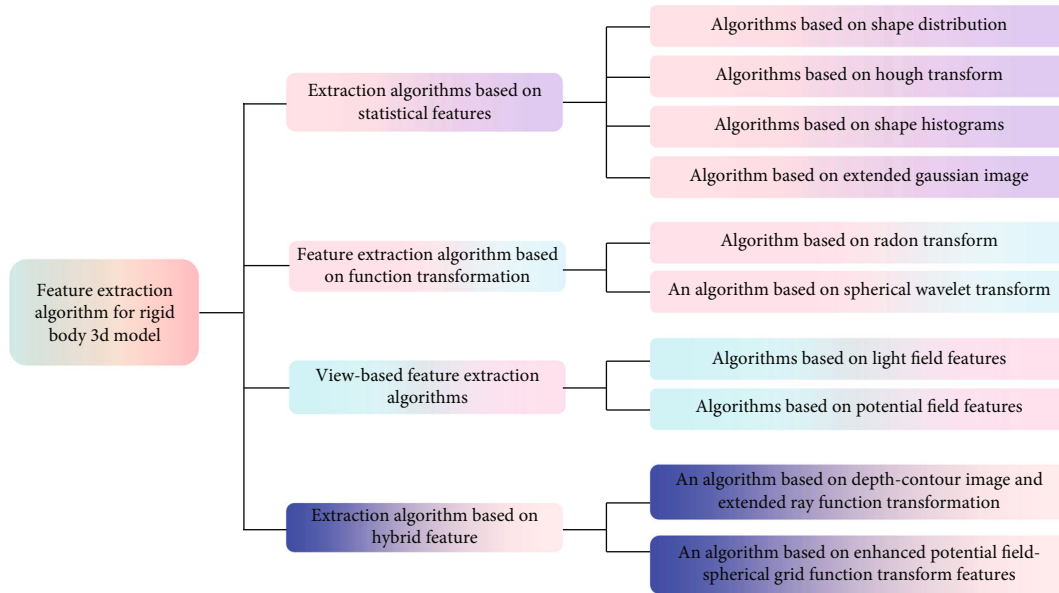 Feature extraction
algorithm for rigid
body 3d model
Extraction algorithms based on
statistical features
Algorithms based on shape distribution
Algorithms based on hough transform
Algorithms based on shape histograms
Algorithm based on extended gaussian image
Feature extraction algorithm based
on function transformation
Algorithm based on radon transform
An algorithm based on spherical wavelet transform
View-based feature extraction
algorithms
Algorithms based on light field features
Algorithms based on potential field features
Extraction algorithm based on
hybrid feature
An algorithm based on depth-contour image and
extended ray function transformation
An algorithm based on enhanced potential field-
spherical grid function transform features